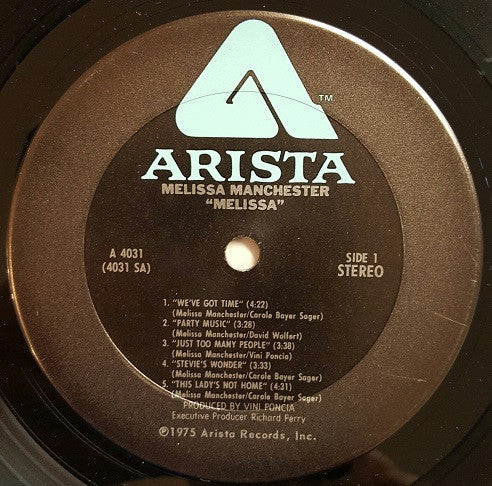 TM
ARISTA
MELISSA MANCHESTER
"MELISSA"
A 4031
(4031 SA)
SIDE 1
STEREO
1. "WE'VE GOT TIME" (4:22)
(Melissa Manchester/Carole Bayer Sager)
2. "PARTY MUSIC" (3:28)
(Melissa Manchester/David Wolfert)
3. "JUST TOO MANY PEOPLE" (3:38)
(Melissa Manchester/Vini Poncia)
4. "STEVIE'S WONDER" (3:33)
(Melissa Manchester/Carole Bayer Sager)
5. "THIS LADY'S NOT HOME" (4:31)
(Melissa Manchester/Carole Bayer Sager)
PRODUCED BY VINI PONCIA
Executive Producer Richard Perry
℗1975 Arista Records, Inc.